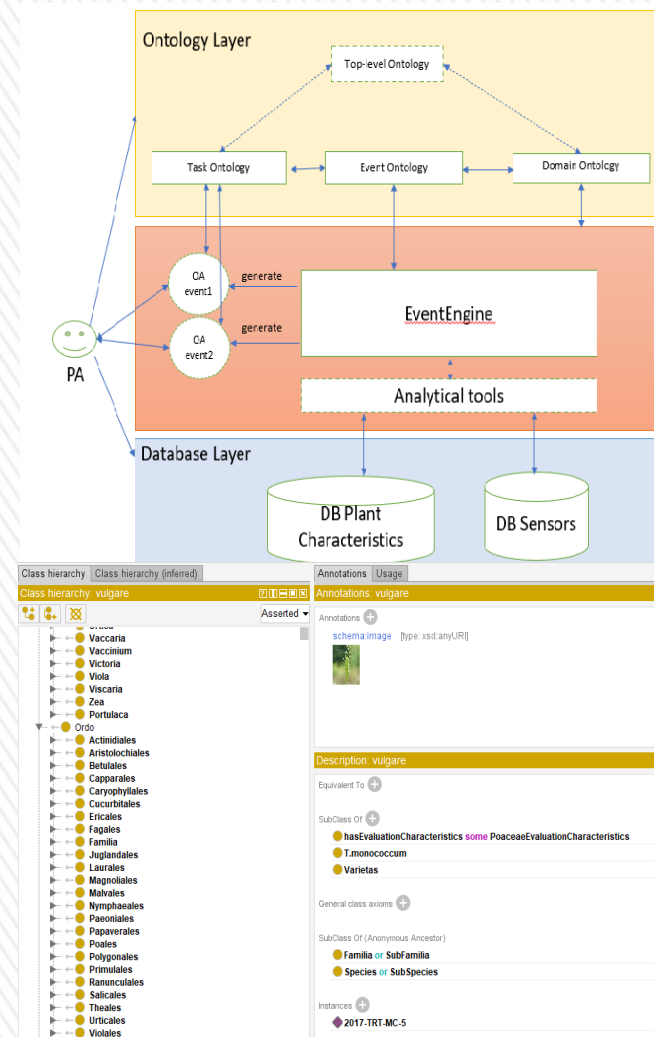 Ontology Layer
Top-level Ontology
Task Ontology
Event Ontology
Domain Ontology
OA
event1
generate
OA
event2
generate
EventEngine
PA
Analytical tools
Database Layer
DB Plant
Characteristics
DB Sensors
Class hierarchy
Class hierarchy (inferred)
Class hierarchy: vulgare
Asserted
Vaccaria
Vaccinium
Victoria
Viola
Viscaria
Zea
Portulaca
Ordo
Actinidiales
Aristolochiales
Betulales
Capparales
Caryophyllales
Cucurbitales
Ericales
Fagales
Familia
Juglandales
Laurales
Magnoliales
Malvales
Nymphaeales
Paeoniales
Papaverales
Poales
Polygonales
Primulales
Ranunculales
Salicales
Theales
Urticales
Violales
Annotations
Usage
Annotations: vulgare
Annotations
schema:image [type: xsd:anyURI]
Description: vulgare
Equivalent To
SubClass Of
hasEvaluationCharacteristics some PoaceaeEvaluationCharacteristics
T.monococcum
Varietas
General class axioms
SubClass Of (Anonymous Ancestor)
Familia or SubFamilia
Species or SubSpecies
Instances
2017-TRT-MC-5